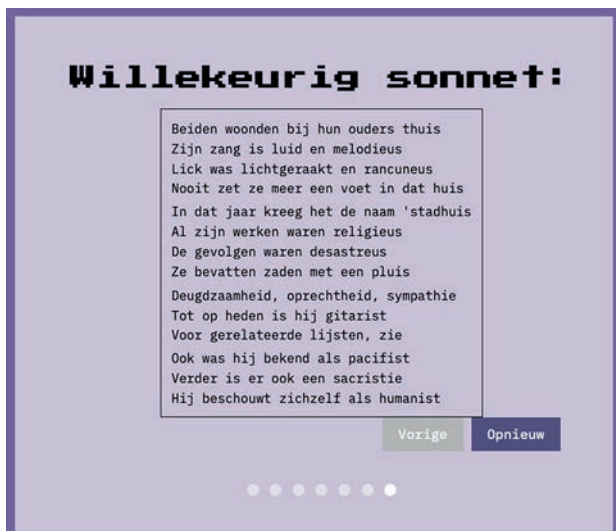 Willekeurig sonnet:
Beiden woonden bij hun ouders thuis
Zijn zang is luid en melodieus
Lick was lichtgeraakt en rancuneus
Nooit zet ze meer een voet in dat huis
In dat jaar kreeg het de naam 'stadhuis
Al zijn werken waren religieus
De gevolgen waren desastreus
Ze bevatten zaden met een pluis
Deugdzaamheid, oprechtheid, sympathie
Tot op heden is hij gitarist
Voor gerelateerde lijsten, zie
Ook was hij bekend als pacifist
Verder is er ook een sacristie
Hij beschouwt zichzelf als humanist
Vorige
Opnieuw